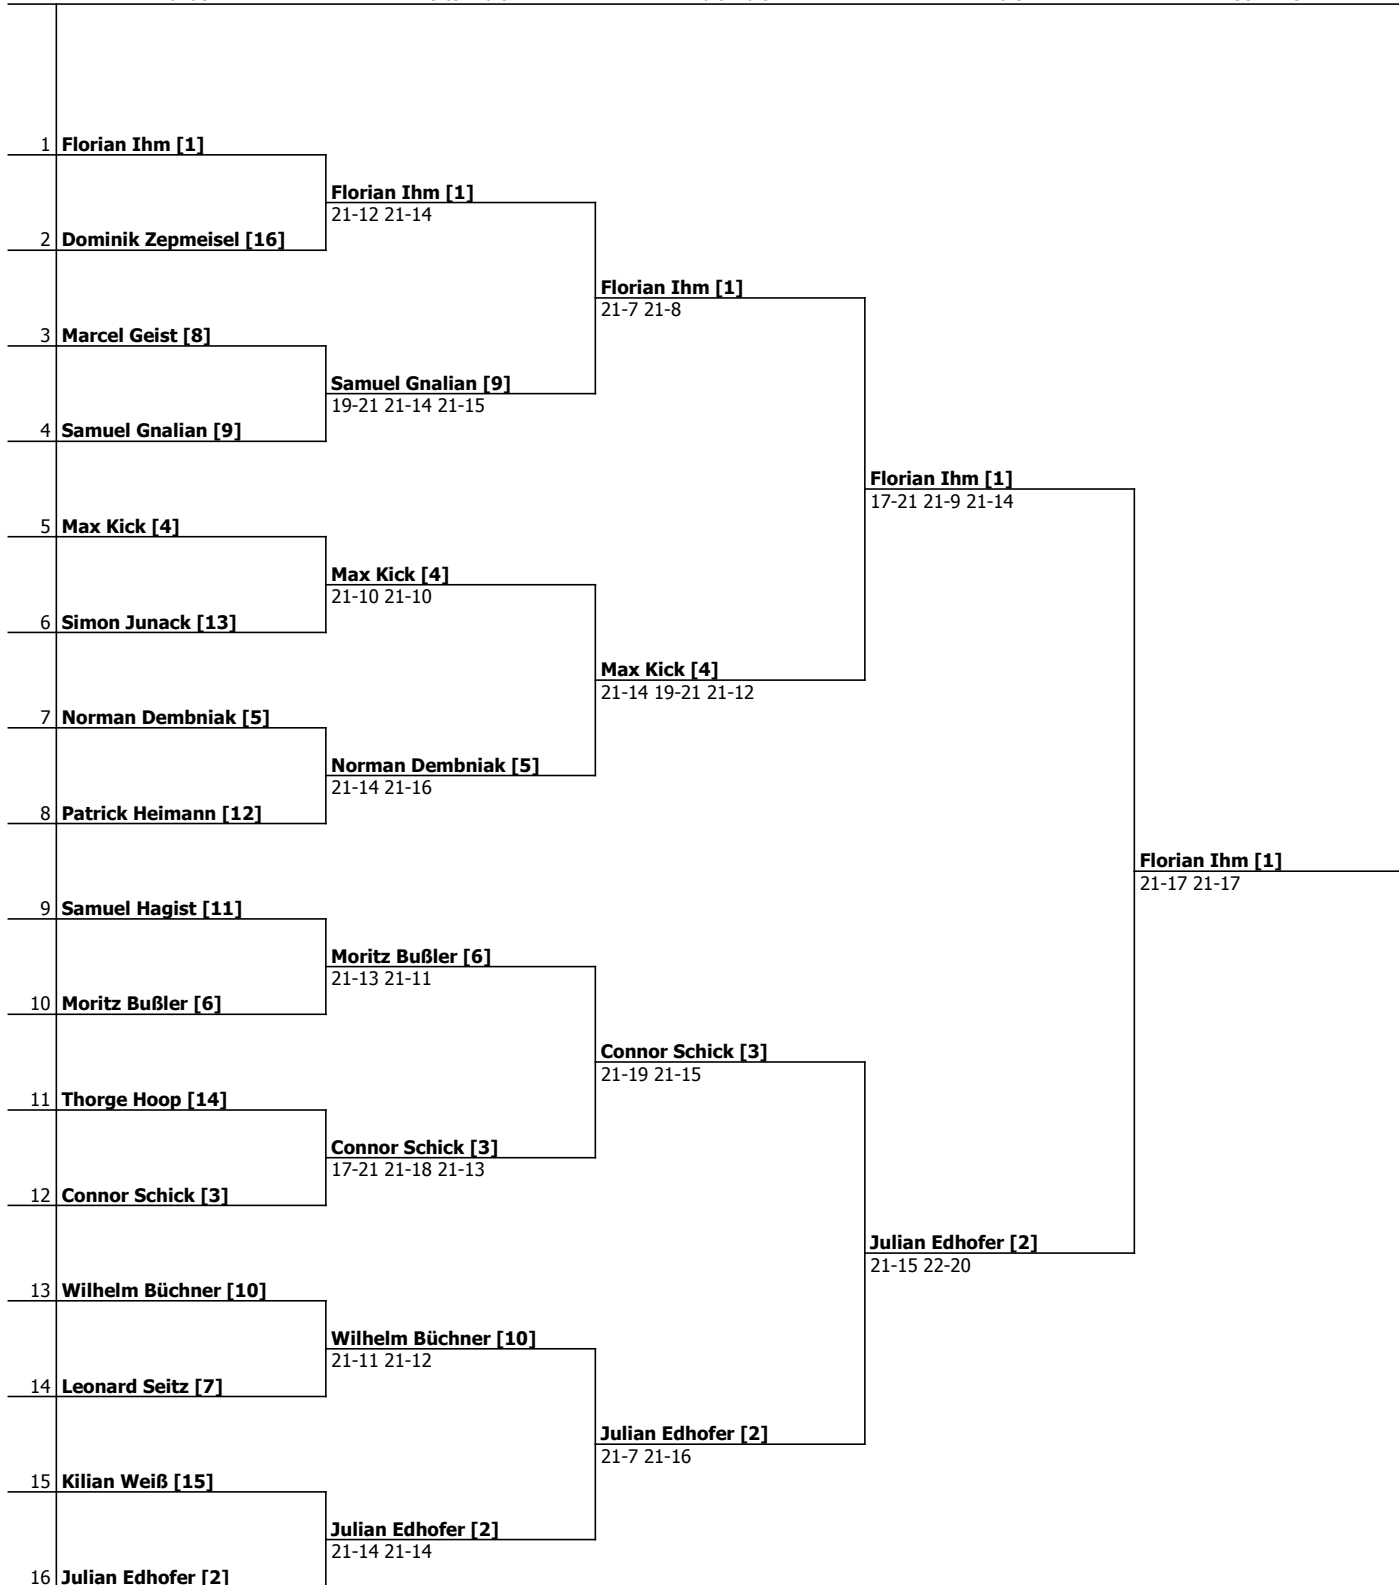 1 Florian Ihm [1]
Florian Ihm [1]
21-12 21-14
2 Dominik Zepmeisel [16]
Florian Ihm [1]
21-7 21-8
3 Marcel Geist [8]
Samuel Gnalian [9]
19-21 21-14 21-15
4 Samuel Gnalian [9]
Florian Ihm [1]
17-21 21-9 21-14
5 Max Kick [4]
Max Kick [4]
21-10 21-10
6 Simon Junack [13]
Max Kick [4]
21-14 19-21 21-12
7 Norman Dembniak [5]
Norman Dembniak [5]
21-14 21-16
8 Patrick Heimann [12]
Florian Ihm [1]
21-17 21-17
9 Samuel Hagist [11]
Moritz Bußler [6]
21-13 21-11
10 Moritz Bußler [6]
Connor Schick [3]
21-19 21-15
11 Thorge Hoop [14]
Connor Schick [3]
17-21 21-18 21-13
12 Connor Schick [3]
Julian Edhofer [2]
21-15 22-20
13 Wilhelm Büchner [10]
Wilhelm Büchner [10]
21-11 21-12
14 Leonard Seitz [7]
Julian Edhofer [2]
21-7 21-16
15 Kilian Weiß [15]
Julian Edhofer [2]
21-14 21-14
16 Julian Edhofer [2]